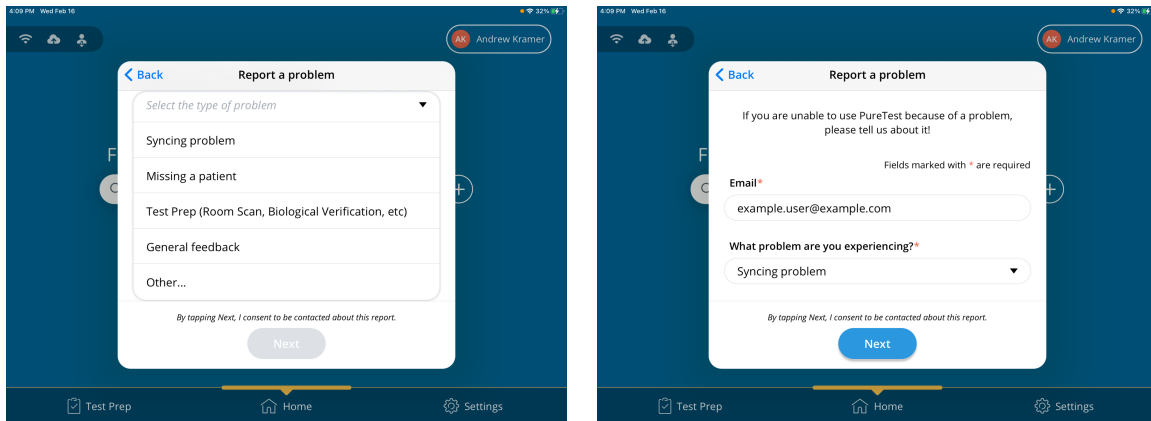 4:09 PM Wed Feb 16
32%
AK Andrew Kramer
Back
Report a problem
Select the type of problem
Syncing problem
Missing a patient
Test Prep (Room Scan, Biological Verification, etc)
General feedback
Other...
By tapping Next, I consent to be contacted about this report.
Next
F
Test Prep
Home
Settings
4:09 PM Wed Feb 16
32%
AK Andrew Kramer
Back
Report a problem
If you are unable to use PureTest because of a problem,
please tell us about it!
Fields marked with * are required
Email*
example.user@example.com
What problem are you experiencing?*
Syncing problem
By tapping Next, I consent to be contacted about this report.
Next
F
Test Prep
Home
Settings